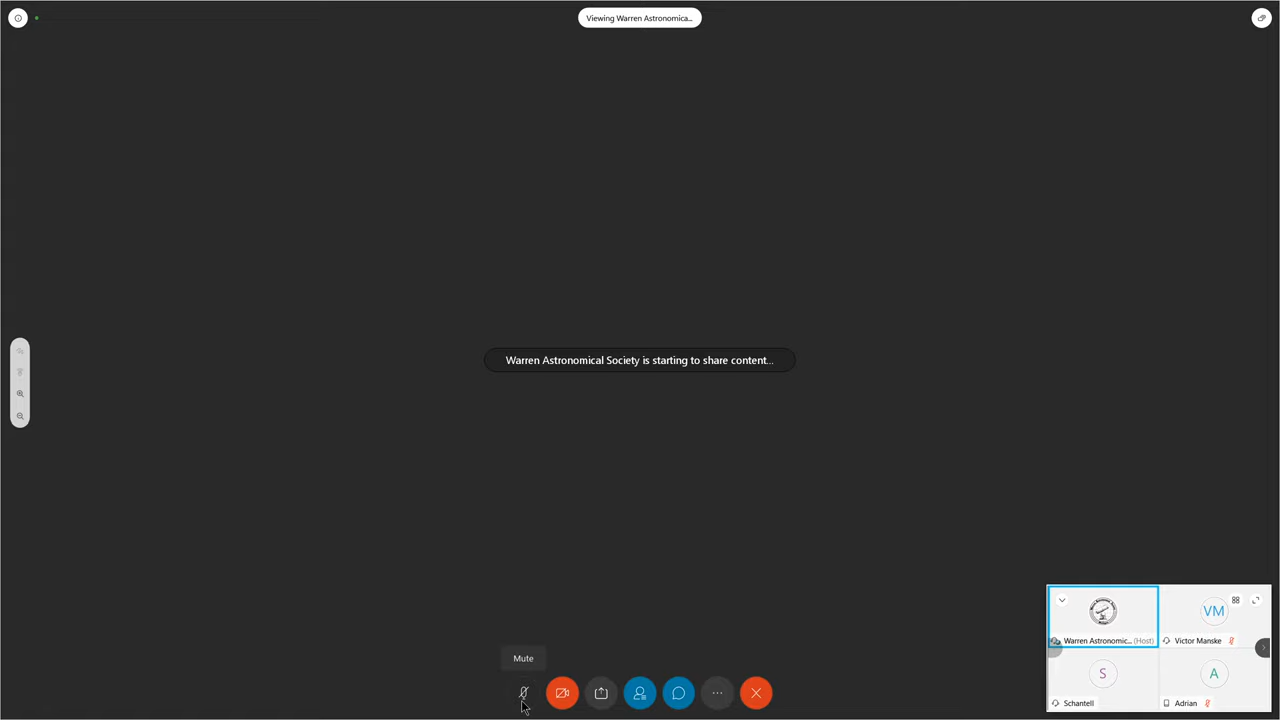 Viewing Warren Astronomica...
Warren Astronomical Society is starting to share content...
Mute
VM
Warren Astronomic... (Host)
Victor Manske
S
A
Schantell
Adrian